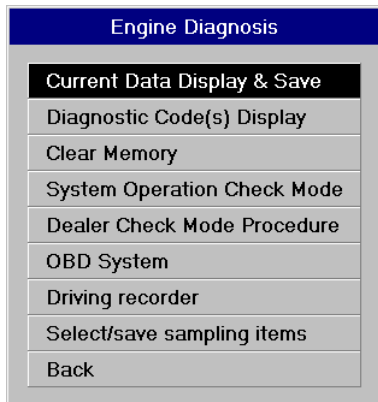 Engine Diagnosis
Current Data Display & Save
Diagnostic Code(s) Display
Clear Memory
System Operation Check Mode
Dealer Check Mode Procedure
OBD System
Driving recorder
Select/save sampling items
Back